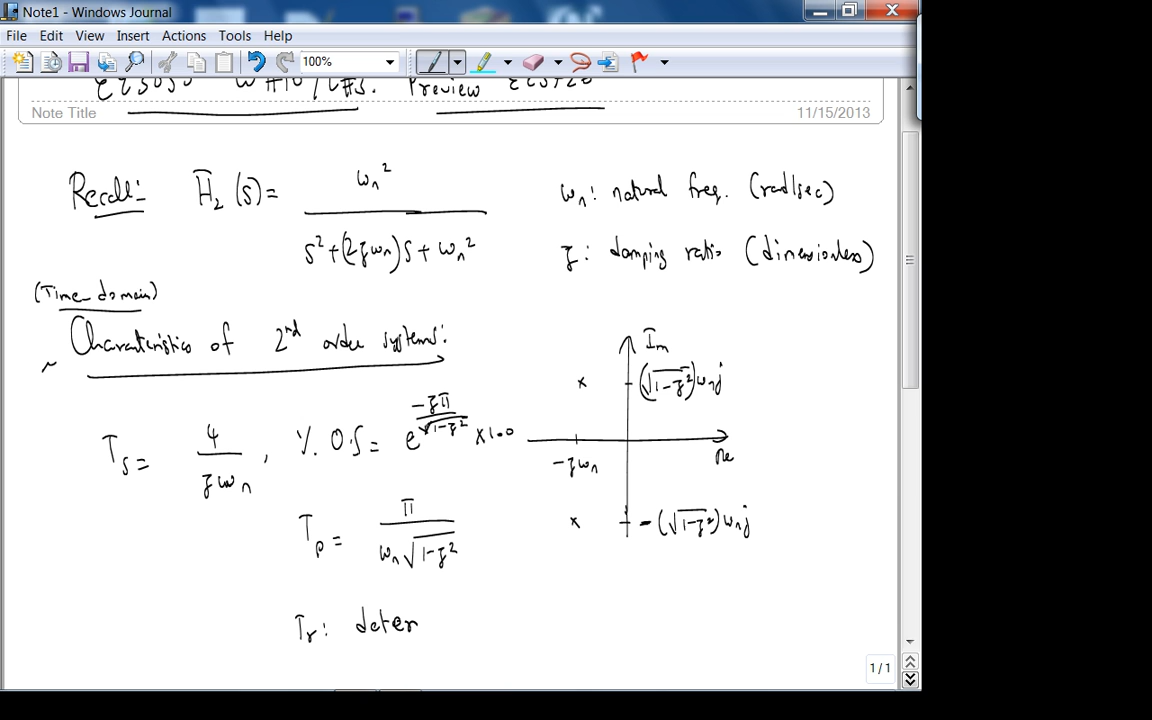 Note1 - Windows Journal
File Edit View Insert Actions Tools Help
100%
Preview
Note Title 11/15/2013
Recall: H₂(s) = ωₙ² / (s² + (2ζωₙ)s + ωₙ²)
ωₙ: natural freq. (rad/sec)
ζ: damping ratio (dimensionless)
(Time-domain)
Characteristics of 2nd order systems:
Im
(√1-ζ²)ωₙj
Tₛ = 4 / ζωₙ, % O.S = e^(-ζπ / √1-ζ²) ×100
-ζωₙ
Re
Tₚ = π / ωₙ√1-ζ²
-(√1-ζ²)ωₙj
Tᵣ: deter
1/1